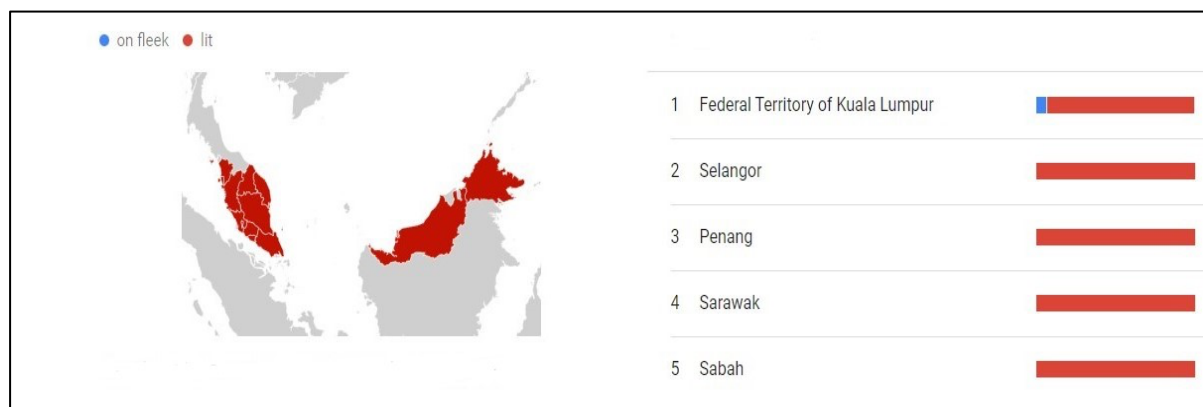 on fleek lit
1 Federal Territory of Kuala Lumpur
2 Selangor
3 Penang
4 Sarawak
5 Sabah